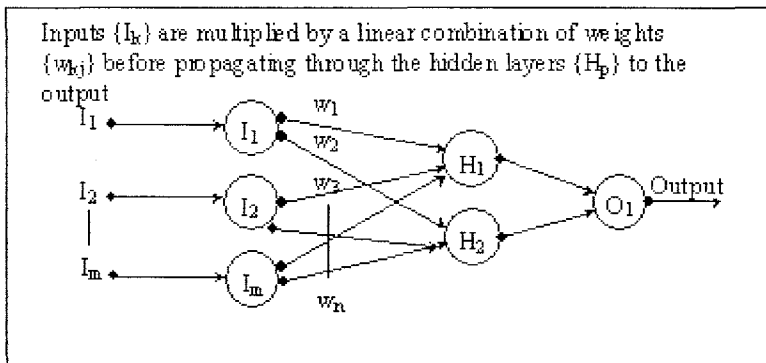 Inputs {Ik} are multiplied by a linear combination of weights
{wkj} before propagating through the hidden layers {Hp} to the
output
I1
I1
w1
w2
H1
I2
I2
w3
Output
O1
H2
Im
Im
wn